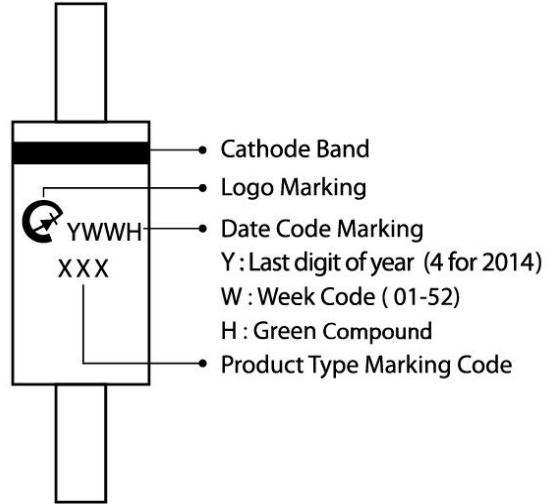 Cathode Band
Logo Marking
YWWH
Date Code Marking
XXX
Y : Last digit of year (4 for 2014)
W : Week Code ( 01-52)
H : Green Compound
Product Type Marking Code